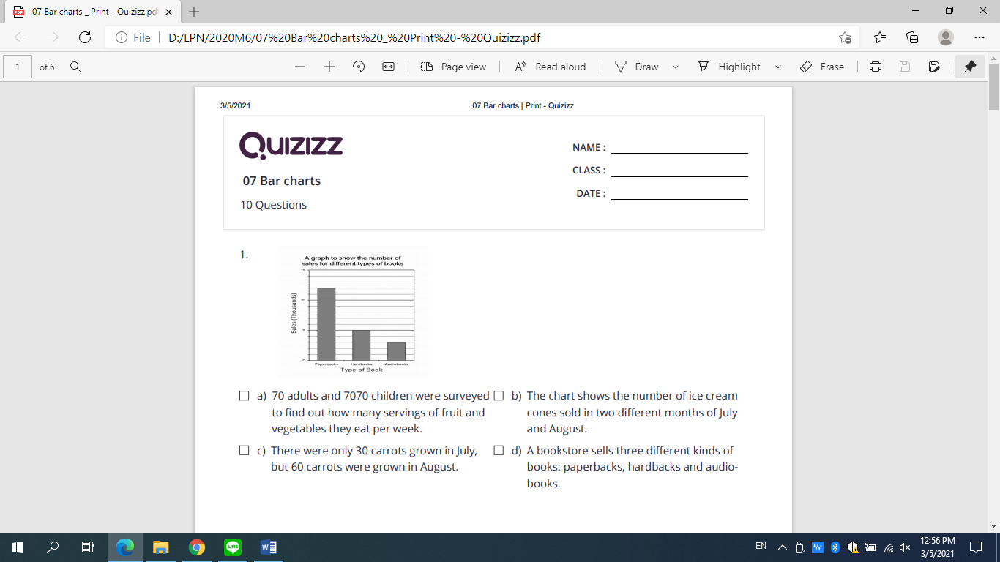 07 Bar charts _ Print - Quizizz.pd
File D:/LPN/2020M6/07%20Bar%20charts%20_%20Print%20-%20Quizizz.pdf
1 of 6 Page view Read aloud Draw Highlight Erase
3/5/2021 07 Bar charts | Print - Quizizz
QUIZIZZ
NAME :
CLASS :
DATE :
07 Bar charts
10 Questions
1.
A graph to show the number of
sales for different types of books
15
10
5
0
Sales (Thousands)
Paperbacks Hardbacks Audiobooks
Type of Book
a) 70 adults and 7070 children were surveyed
to find out how many servings of fruit and
vegetables they eat per week.
b) The chart shows the number of ice cream
cones sold in two different months of July
and August.
c) There were only 30 carrots grown in July,
but 60 carrots were grown in August.
d) A bookstore sells three different kinds of
books: paperbacks, hardbacks and audio-
books.
EN
12:56 PM
3/5/2021